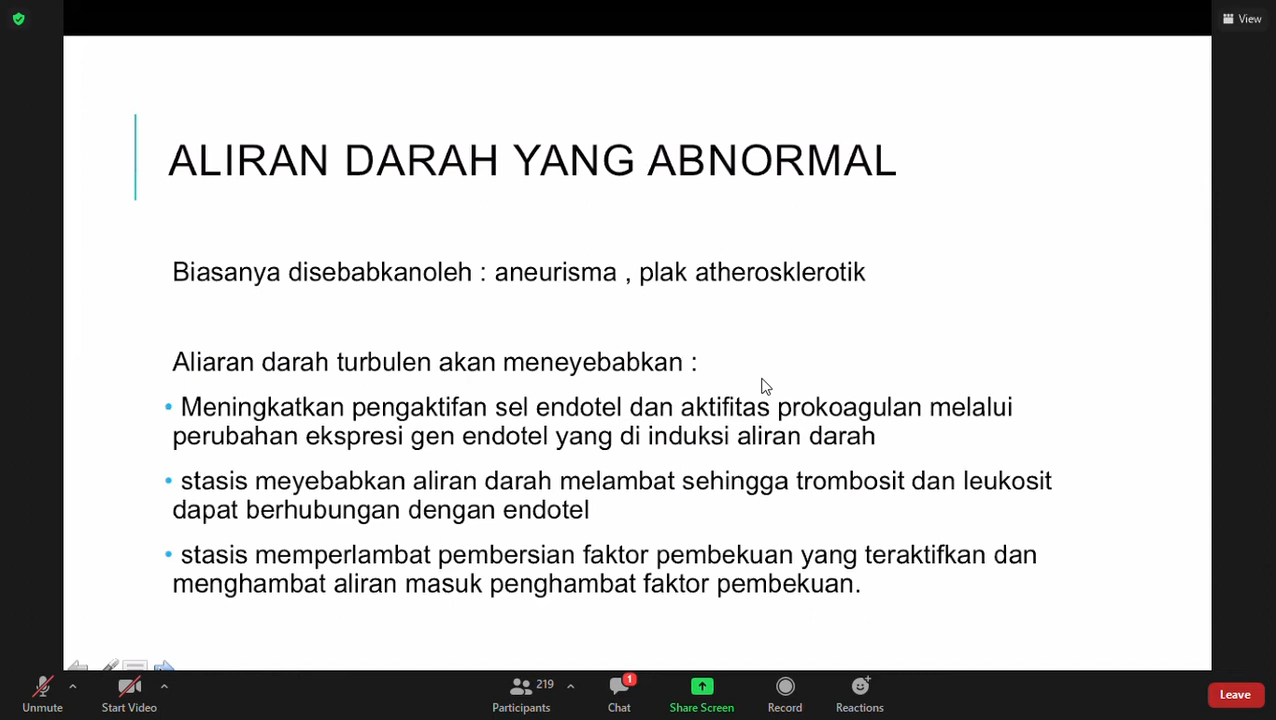 View
ALIRAN DARAH YANG ABNORMAL
Biasanya disebabkanoleh : aneurisma , plak atherosklerotik
Aliaran darah turbulen akan meneyebabkan :
• Meningkatkan pengaktifan sel endotel dan aktifitas prokoagulan melalui
perubahan ekspresi gen endotel yang di induksi aliran darah
• stasis meyebabkan aliran darah melambat sehingga trombosit dan leukosit
dapat berhubungan dengan endotel
• stasis memperlambat pembersian faktor pembekuan yang teraktifkan dan
menghambat aliran masuk penghambat faktor pembekuan.
219
1
Unmute
Start Video
Participants
Chat
Share Screen
Record
Reactions
Leave